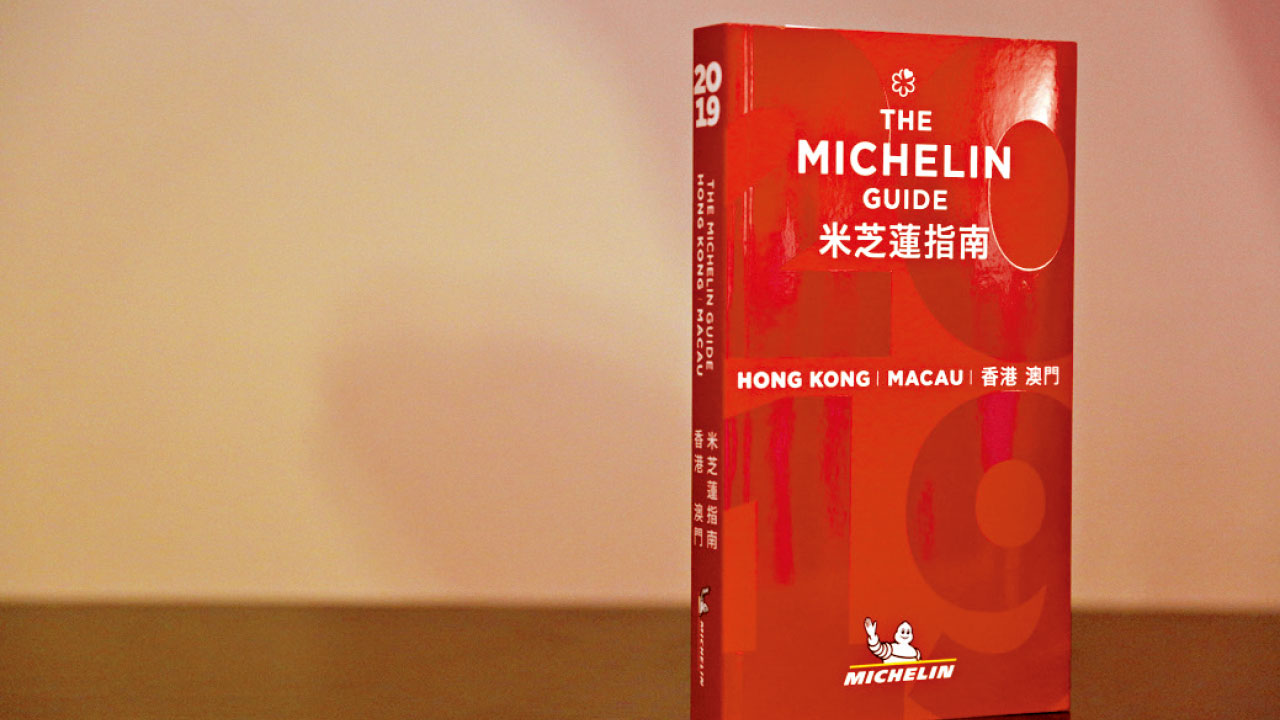 2019
THE MICHELIN GUIDE
HONG KONG | MACAU
米芝蓮指南
香港 澳門
MICHELIN
THE
MICHELIN
GUIDE
米芝蓮指南
HONG KONG | MACAU | 香港 澳門
MICHELIN